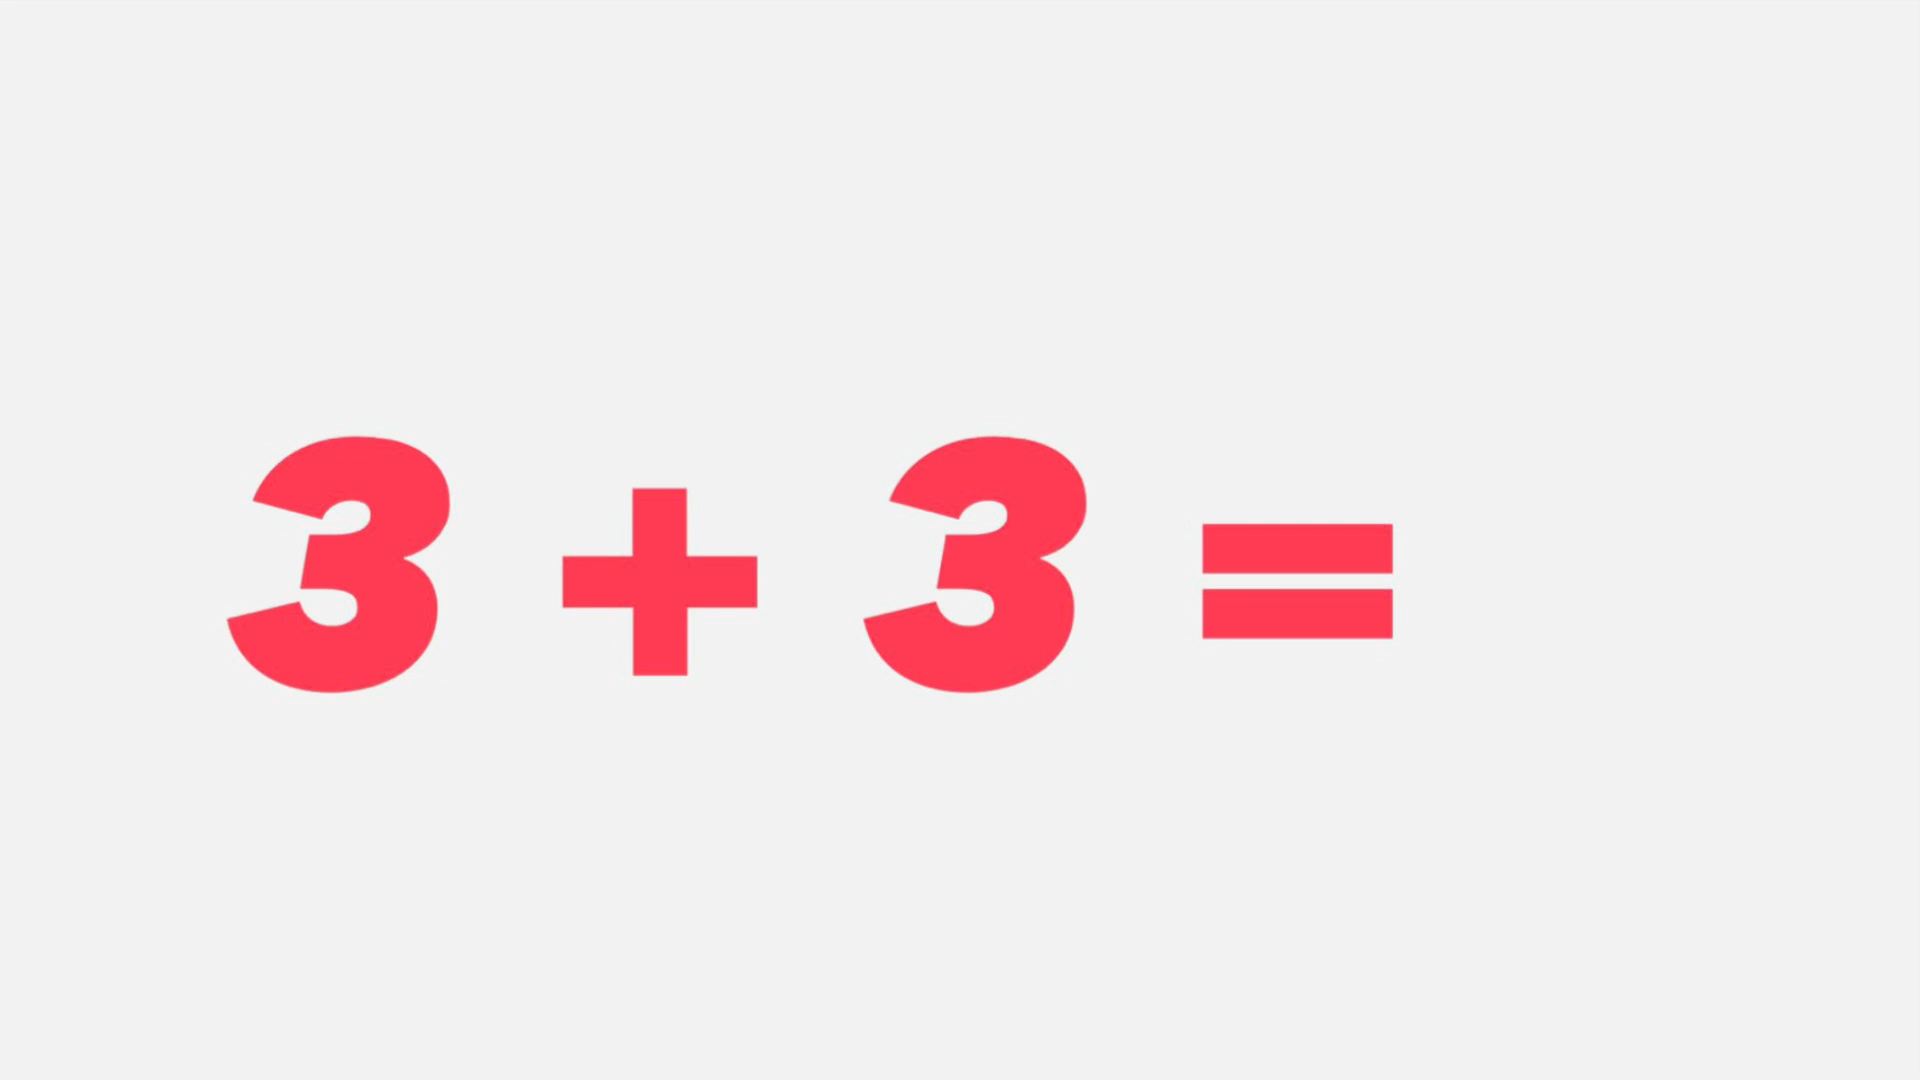 3 + 3 =